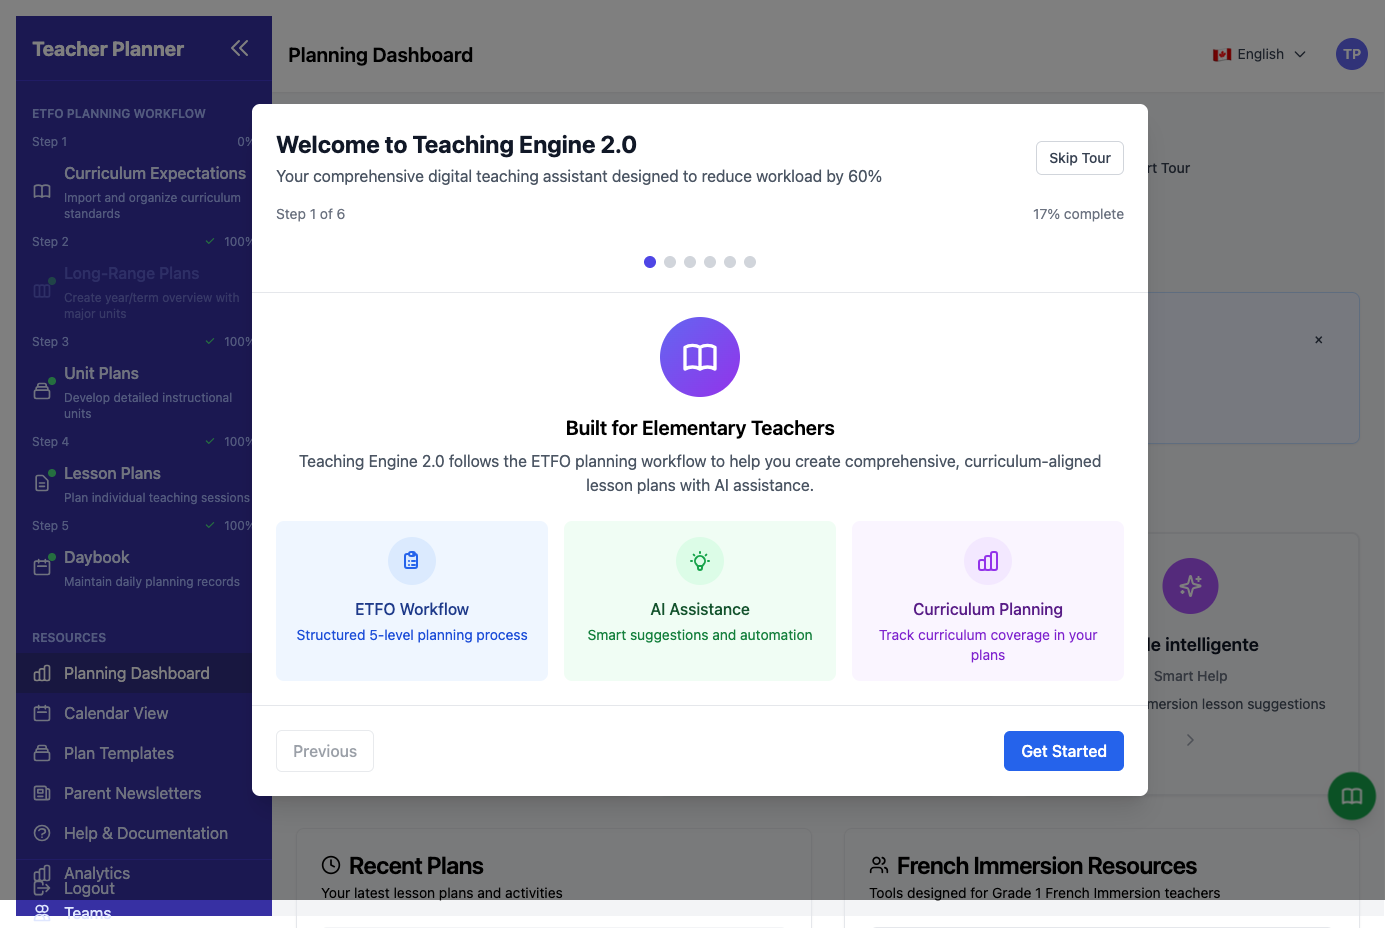 Teacher Planner
Planning Dashboard
English
TP
ETFO PLANNING WORKFLOW
Step 1
0%
Curriculum Expectations
Import and organize curriculum
standards
Step 2
100%
Long-Range Plans
Create year/term overview with
major units
Step 3
100%
Unit Plans
Develop detailed instructional
units
Step 4
100%
Lesson Plans
Plan individual teaching sessions
Step 5
100%
Daybook
Maintain daily planning records
RESOURCES
Planning Dashboard
Calendar View
Plan Templates
Parent Newsletters
Help & Documentation
Analytics
Logout
Teams
Welcome to Teaching Engine 2.0
Your comprehensive digital teaching assistant designed to reduce workload by 60%
Skip Tour
Step 1 of 6
17% complete
Built for Elementary Teachers
Teaching Engine 2.0 follows the ETFO planning workflow to help you create comprehensive, curriculum-aligned
lesson plans with AI assistance.
ETFO Workflow
Structured 5-level planning process
AI Assistance
Smart suggestions and automation
Curriculum Planning
Track curriculum coverage in your
plans
Previous
Get Started
rt Tour
×
le intelligente
Smart Help
mersion lesson suggestions
Recent Plans
Your latest lesson plans and activities
French Immersion Resources
Tools designed for Grade 1 French Immersion teachers